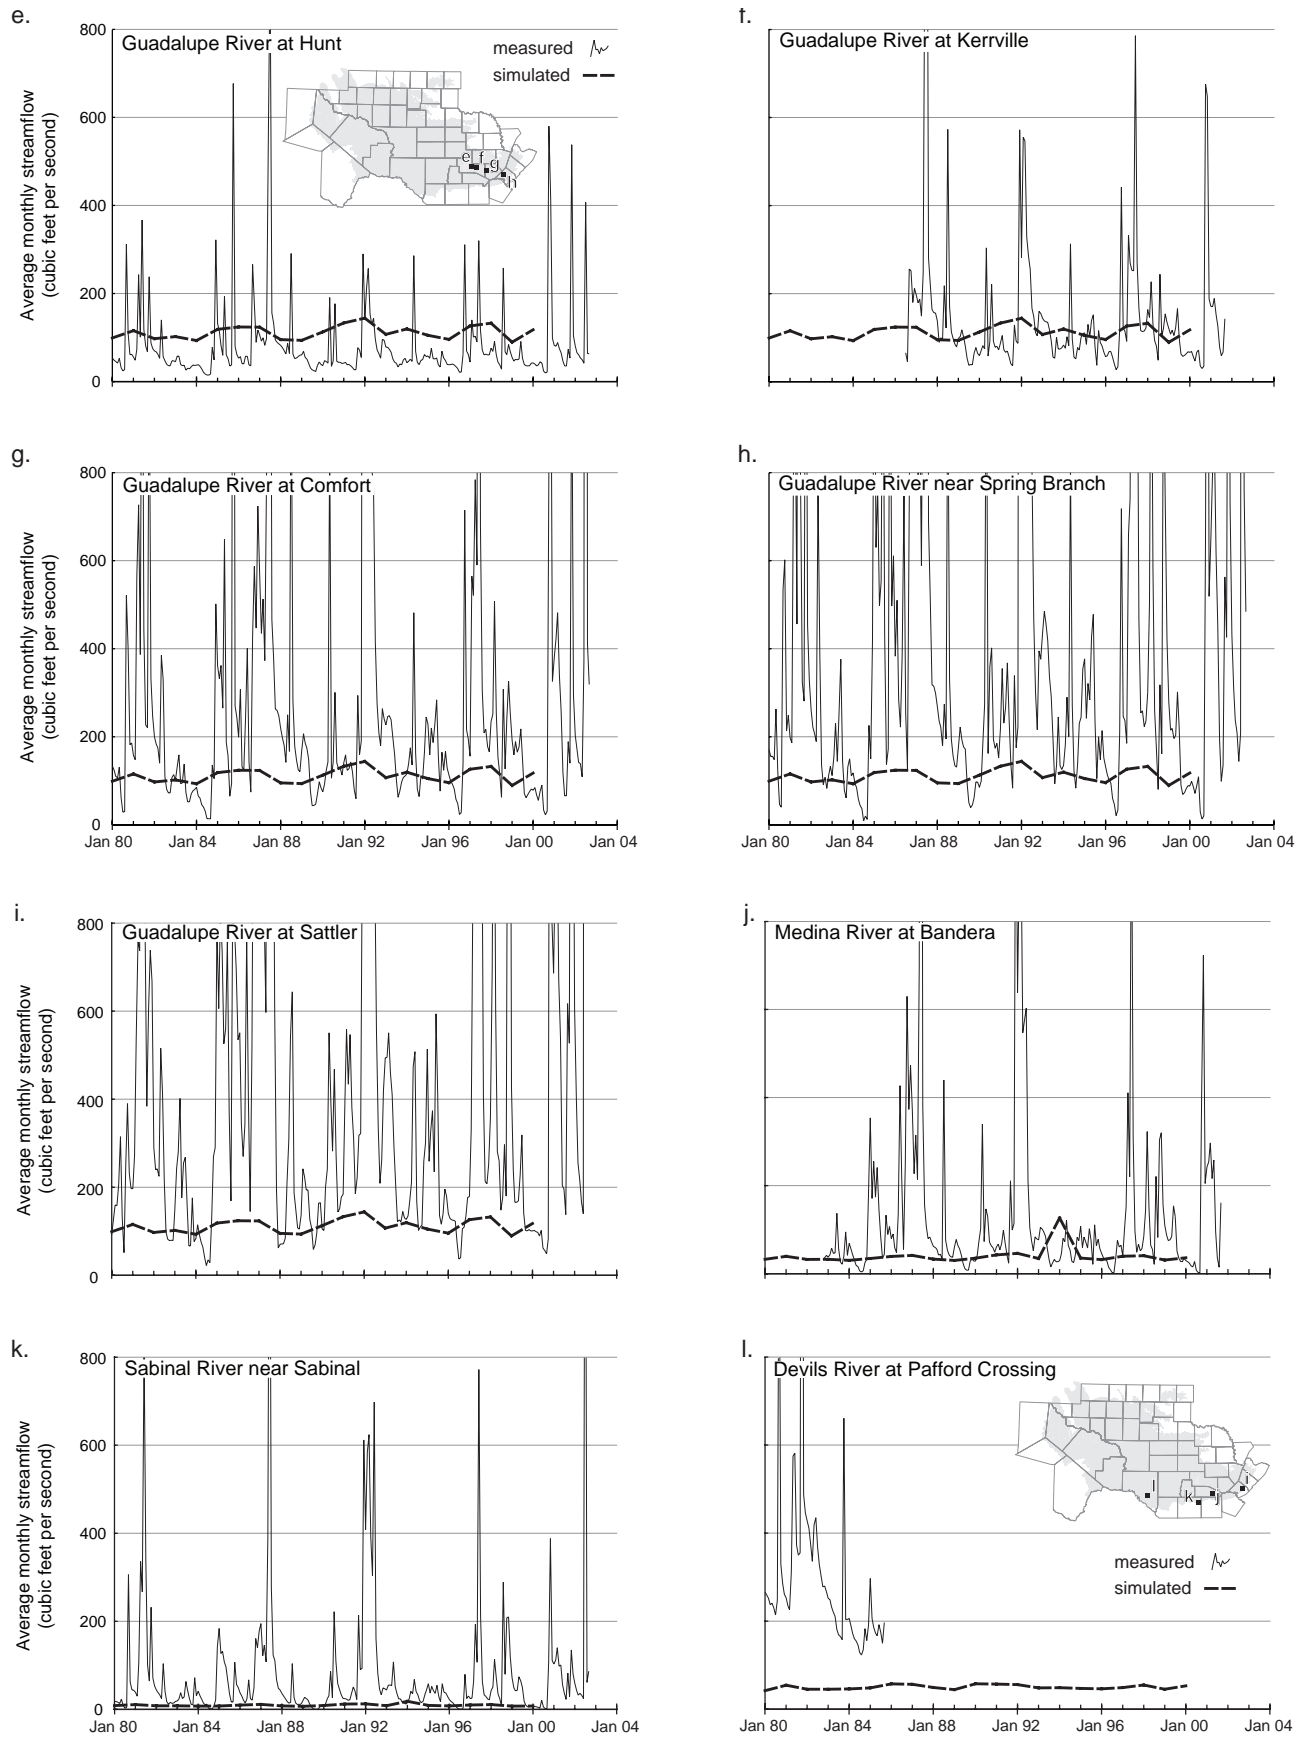 e.
800
600
400
200
0
Average monthly streamflow
(cubic feet per second)
Guadalupe River at Hunt
measured
simulated
e f g
h
f.
Guadalupe River at Kerrville
g.
800
600
400
200
0
Average monthly streamflow
(cubic feet per second)
Guadalupe River at Comfort
Jan 80 Jan 84 Jan 88 Jan 92 Jan 96 Jan 00 Jan 04
h.
Guadalupe River near Spring Branch
Jan 80 Jan 84 Jan 88 Jan 92 Jan 96 Jan 00 Jan 04
i.
800
600
400
200
0
Average monthly streamflow
(cubic feet per second)
Guadalupe River at Sattler
j.
Medina River at Bandera
k.
800
600
400
200
0
Average monthly streamflow
(cubic feet per second)
Sabinal River near Sabinal
Jan 80 Jan 84 Jan 88 Jan 92 Jan 96 Jan 00 Jan 04
l.
Devils River at Pafford Crossing
l k j i
measured
simulated
Jan 80 Jan 84 Jan 88 Jan 92 Jan 96 Jan 00 Jan 04